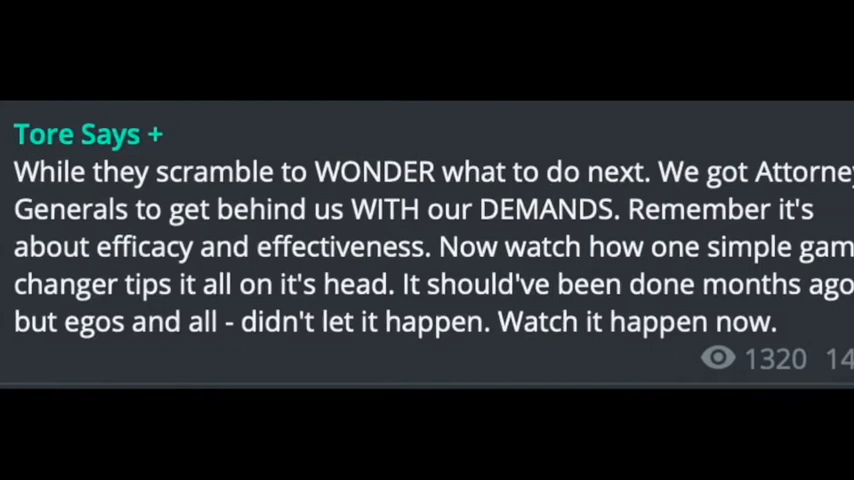 Tore Says +
While they scramble to WONDER what to do next. We got Attorney
Generals to get behind us WITH our DEMANDS. Remember it's
about efficacy and effectiveness. Now watch how one simple gam
changer tips it all on it's head. It should've been done months ago
but egos and all - didn't let it happen. Watch it happen now.
1320 14